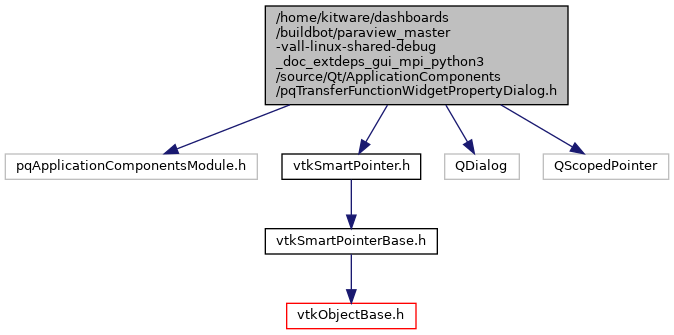 /home/kitware/dashboards
/buildbot/paraview_master
-vall-linux-shared-debug
_doc_extdeps_gui_mpi_python3
/source/Qt/ApplicationComponents
/pqTransferFunctionWidgetPropertyDialog.h
pqApplicationComponentsModule.h
vtkSmartPointer.h
QDialog
QScopedPointer
vtkSmartPointerBase.h
vtkObjectBase.h